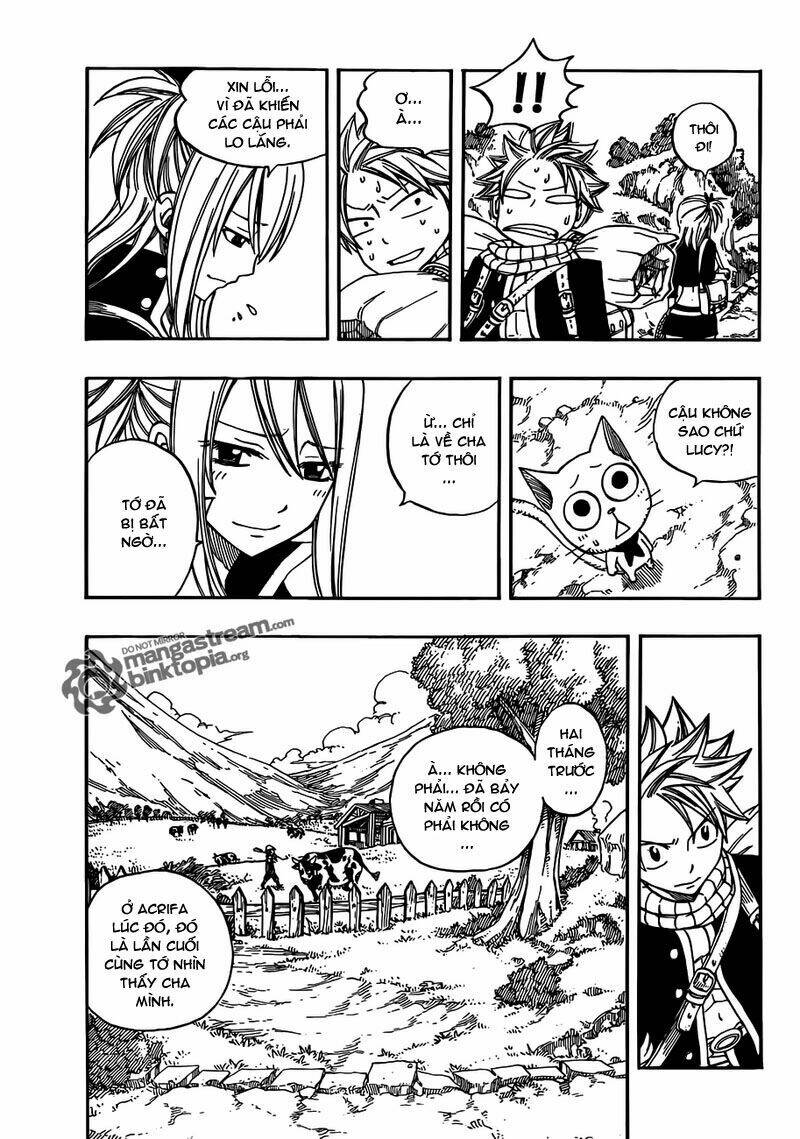 THÔI
ĐI!
!!
Ơ...
À...
XIN LỖI...
VÌ ĐÃ KHIẾN
CÁC CẬU PHẢI
LO LẮNG.
CẬU KHÔNG
SAO CHỨ
LUCY?!
Ừ... CHỈ
LÀ VỀ CHA
TỚ THÔI
...
TỚ ĐÃ
BỊ BẤT
NGỜ...
HAI
THÁNG
TRƯỚC
...
À... KHÔNG
PHẢI... ĐÃ BẢY
NĂM RỒI CÓ
PHẢI KHÔNG
...
Ở ACRIFA
LÚC ĐÓ, ĐÓ
LÀ LẦN CUỐI
CÙNG TỚ NHÌN
THẤY CHA
MÌNH.
DO NOT MIRROR
mangastream.com
binktopia.org